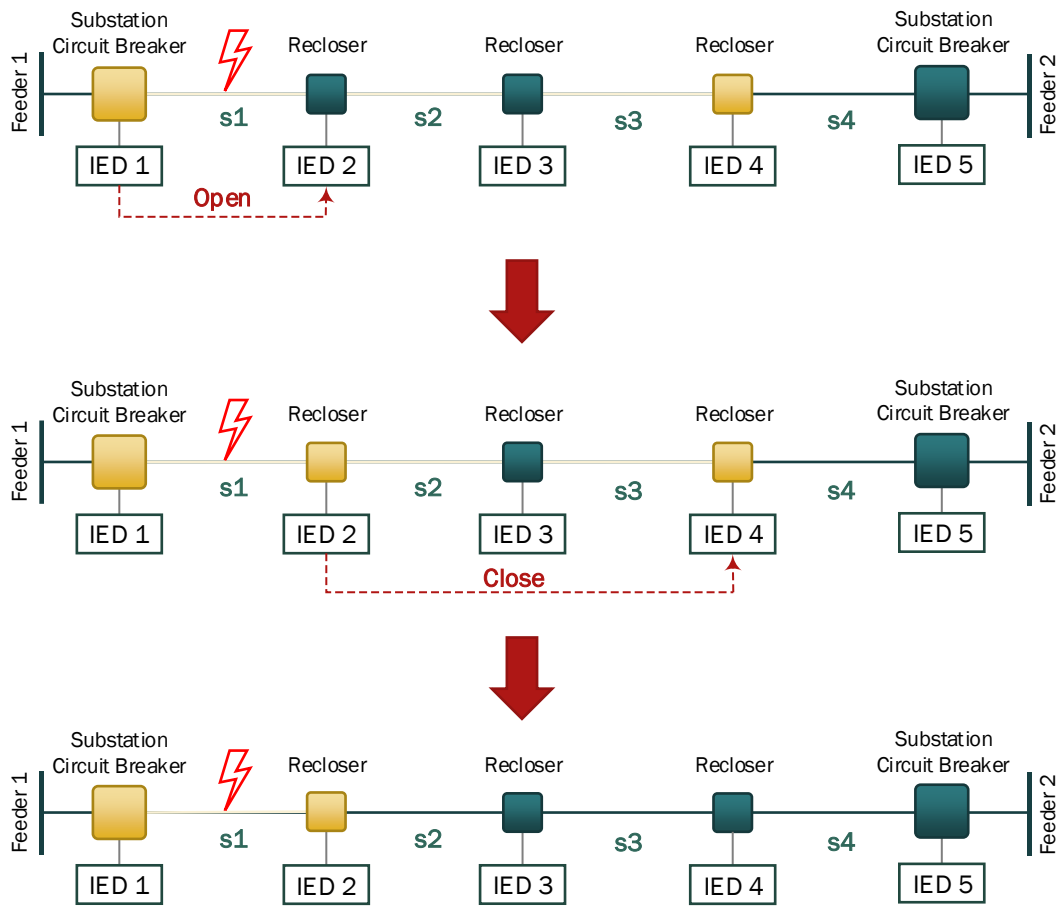 Substation
Circuit Breaker
Recloser
Recloser
Recloser
Substation
Circuit Breaker
Feeder 1
Feeder 2
s1
s2
s3
s4
IED 1
IED 2
IED 3
IED 4
IED 5
Open
Substation
Circuit Breaker
Recloser
Recloser
Recloser
Substation
Circuit Breaker
Feeder 1
Feeder 2
s1
s2
s3
s4
IED 1
IED 2
IED 3
IED 4
IED 5
Close
Substation
Circuit Breaker
Recloser
Recloser
Recloser
Substation
Circuit Breaker
Feeder 1
Feeder 2
s1
s2
s3
s4
IED 1
IED 2
IED 3
IED 4
IED 5